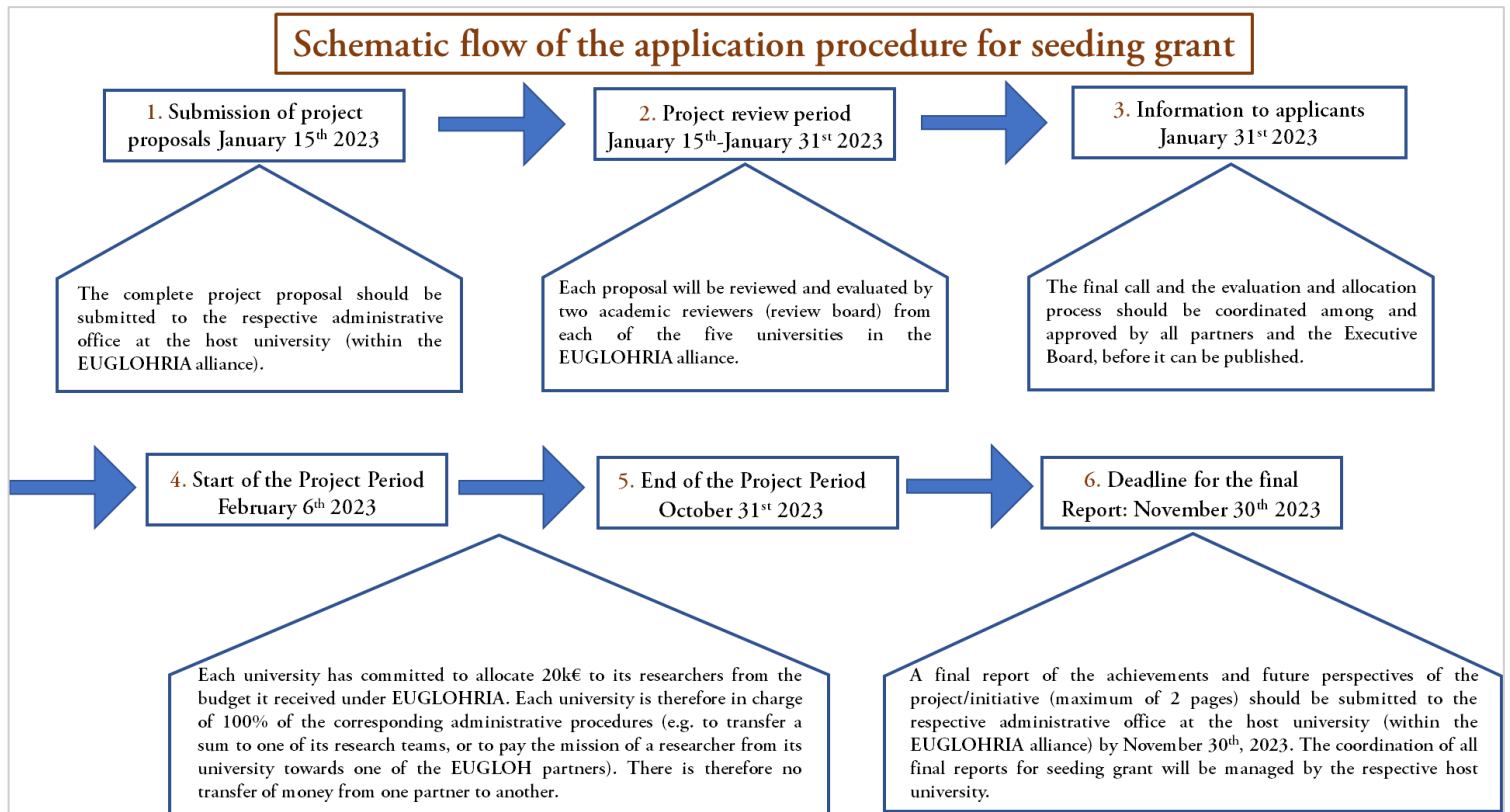 Schematic flow of the application procedure for seeding grant
1. Submission of project
proposals January 15th 2023
2. Project review period
January 15th-January 31st 2023
3. Information to applicants
January 31st 2023
The complete project proposal should be
submitted to the respective administrative
office at the host university (within the
EUGLOHRIA alliance).
Each proposal will be reviewed and evaluated by
two academic reviewers (review board) from
each of the five universities in the
EUGLOHRIA alliance.
The final call and the evaluation and allocation
process should be coordinated among and
approved by all partners and the Executive
Board, before it can be published.
4. Start of the Project Period
February 6th 2023
5. End of the Project Period
October 31st 2023
6. Deadline for the final
Report: November 30th 2023
Each university has committed to allocate 20k€ to its researchers from the
budget it received under EUGLOHRIA. Each university is therefore in charge
of 100% of the corresponding administrative procedures (e.g. to transfer a
sum to one of its research teams, or to pay the mission of a researcher from its
university towards one of the EUGLOH partners). There is therefore no
transfer of money from one partner to another.
A final report of the achievements and future perspectives of the
project/initiative (maximum of 2 pages) should be submitted to the
respective administrative office at the host university (within the
EUGLOHRIA alliance) by November 30th, 2023. The coordination of all
final reports for seeding grant will be managed by the respective host
university.